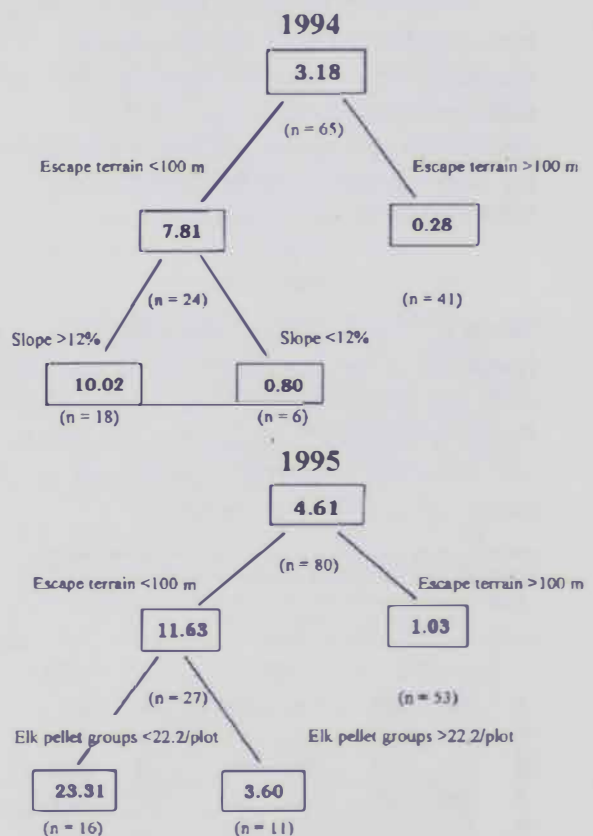 1994
3.18
(n = 65)
Escape terrain <100 m
Escape terrain >100 m
7.81
0.28
(n = 24)
(n = 41)
Slope >12%
Slope <12%
10.02
0.80
(n = 18)
(n = 6)
1995
4.61
(n = 80)
Escape terrain <100 m
Escape terrain >100 m
11.63
1.03
(n = 27)
(n = 53)
Elk pellet groups <22.2/plot
Elk pellet groups >22.2/plot
23.31
3.60
(n = 16)
(n = 11)